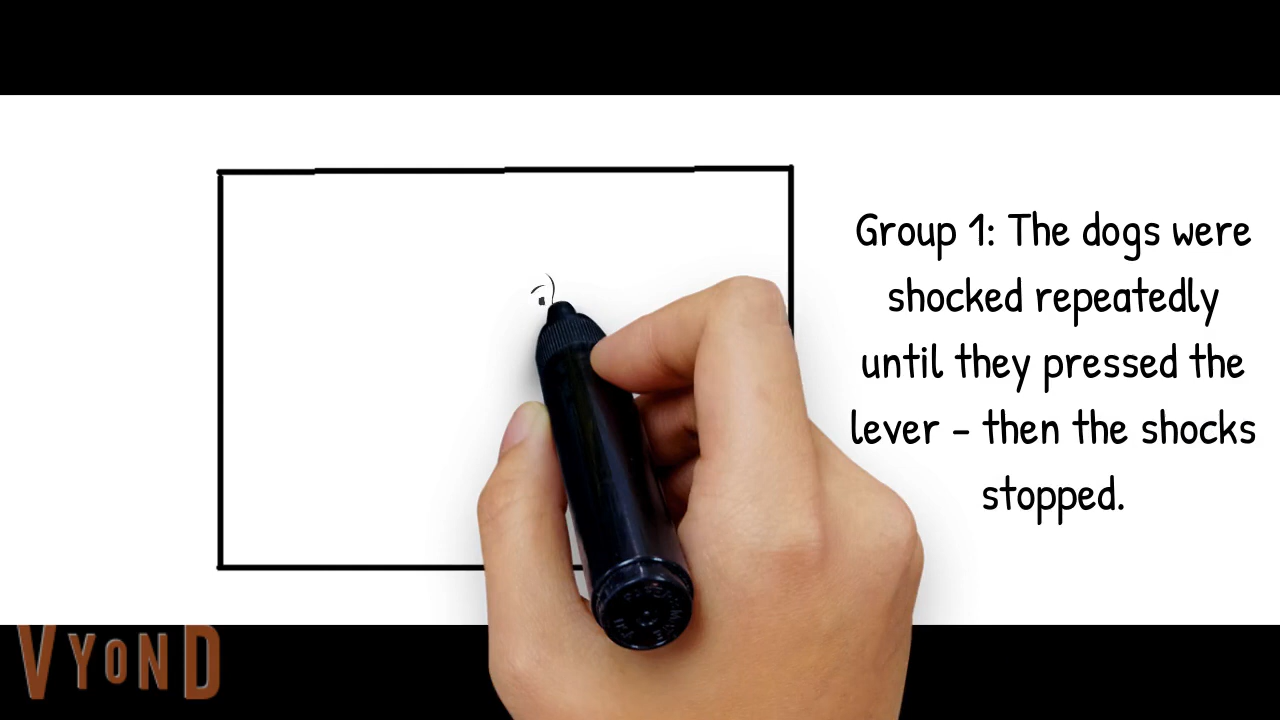 Group 1: The dogs were
shocked repeatedly
until they pressed the
lever – then the shocks
stopped.
VYOND